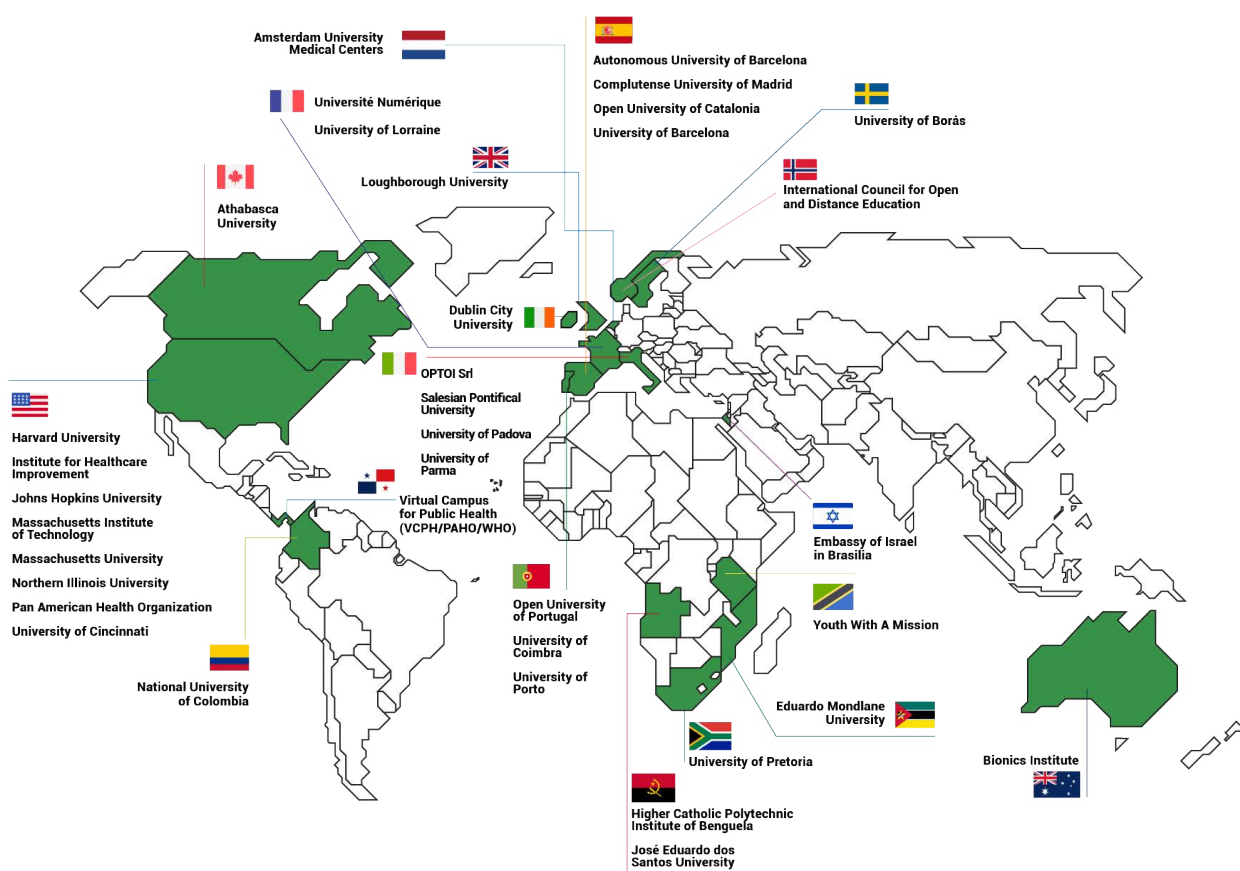 Amsterdam University
Medical Centers
Autonomous University of Barcelona
Complutense University of Madrid
Open University of Catalonia
University of Barcelona
Université Numérique
University of Lorraine
University of Borås
Loughborough University
International Council for Open
and Distance Education
Athabasca
University
Dublin City
University
OPTOI Srl
Salesian Pontifical
University
University of Padova
University of
Parma
Harvard University
Institute for Healthcare
Improvement
Johns Hopkins University
Massachusetts Institute
of Technology
Massachusetts University
Northern Illinois University
Pan American Health Organization
University of Cincinnati
Virtual Campus
for Public Health
(VCPH/PAHO/WHO)
Embassy of Israel
in Brasilia
Open University
of Portugal
University of
Coimbra
University of
Porto
Youth With A Mission
National University
of Colombia
Eduardo Mondlane
University
University of Pretoria
Bionics Institute
Higher Catholic Polytechnic
Institute of Benguela
José Eduardo dos
Santos University